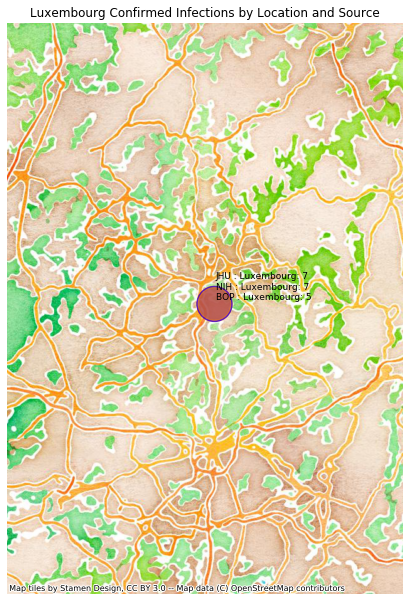 Luxembourg Confirmed Infections by Location and Source
JHU : Luxembourg: 7
NIH : Luxembourg: 7
BOP : Luxembourg: 5
Map tiles by Stamen Design, CC BY 3.0 -- Map data (C) OpenStreetMap contributors